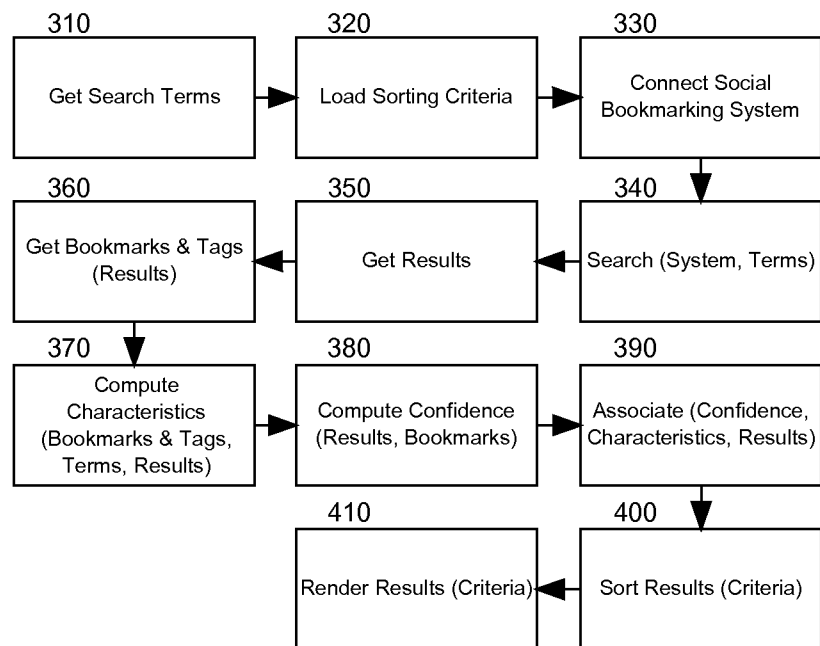 310
Get Search Terms
320
Load Sorting Criteria
330
Connect Social
Bookmarking System
340
Search (System, Terms)
350
Get Results
360
Get Bookmarks & Tags
(Results)
370
Compute
Characteristics
(Bookmarks & Tags,
Terms, Results)
380
Compute Confidence
(Results, Bookmarks)
390
Associate (Confidence,
Characteristics, Results)
400
Sort Results (Criteria)
410
Render Results (Criteria)